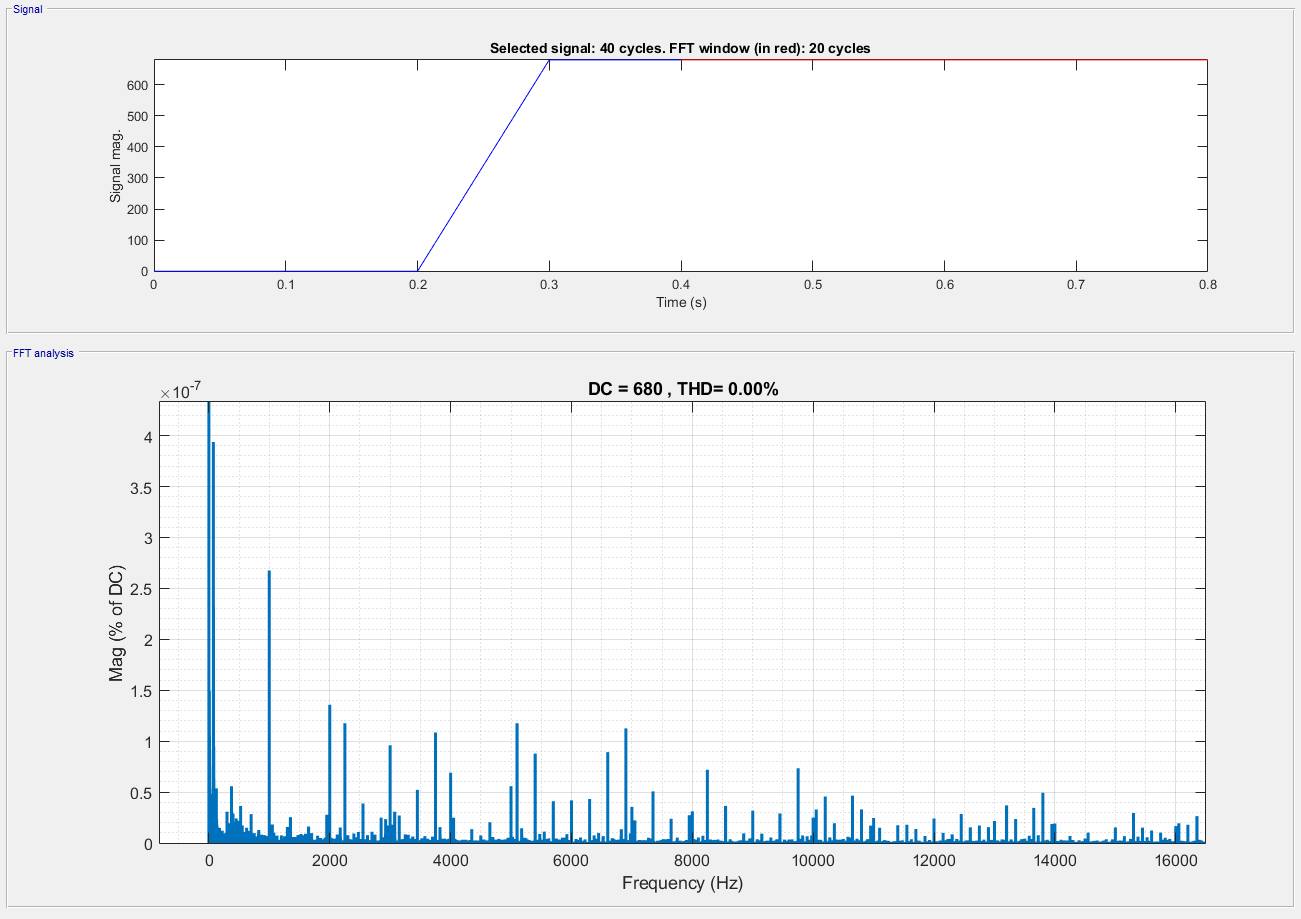 Signal
Selected signal: 40 cycles. FFT window (in red): 20 cycles
600
500
400
300
200
100
0
Signal mag.
0 0.1 0.2 0.3 0.4 0.5 0.6 0.7 0.8
Time (s)
FFT analysis
×10-7
DC = 680 , THD= 0.00%
4
3.5
3
2.5
2
1.5
1
0.5
0
Mag (% of DC)
0 2000 4000 6000 8000 10000 12000 14000 16000
Frequency (Hz)